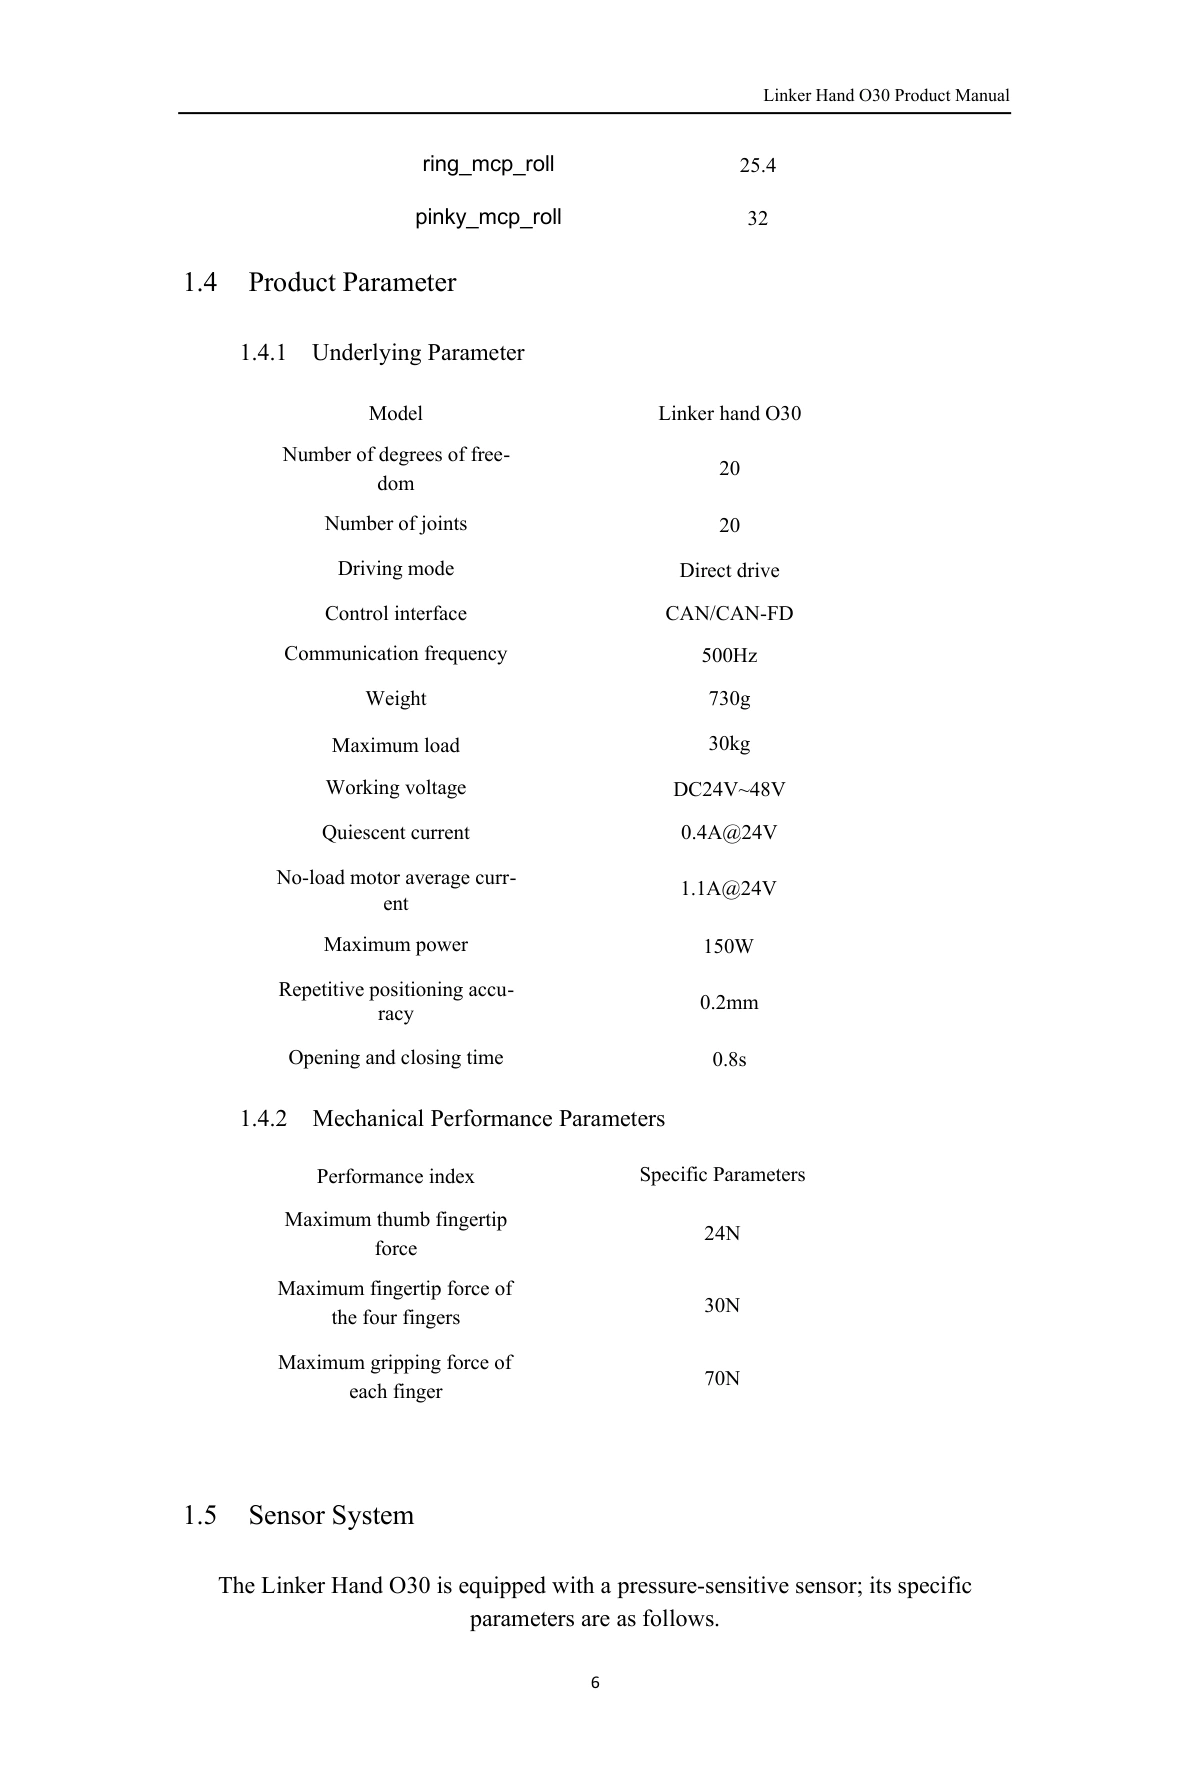 Linker Hand O30 Product Manual
ring_mcp_roll 25.4
pinky_mcp_roll 32
1.4 Product Parameter
1.4.1 Underlying Parameter
Model Linker hand O30
Number of degrees of free-
dom 20
Number of joints 20
Driving mode Direct drive
Control interface CAN/CAN-FD
Communication frequency 500Hz
Weight 730g
Maximum load 30kg
Working voltage DC24V~48V
Quiescent current 0.4A@24V
No-load motor average curr-
ent 1.1A@24V
Maximum power 150W
Repetitive positioning accu-
racy 0.2mm
Opening and closing time 0.8s
1.4.2 Mechanical Performance Parameters
Performance index Specific Parameters
Maximum thumb fingertip
force 24N
Maximum fingertip force of
the four fingers 30N
Maximum gripping force of
each finger 70N
1.5 Sensor System
The Linker Hand O30 is equipped with a pressure-sensitive sensor; its specific
parameters are as follows.
6